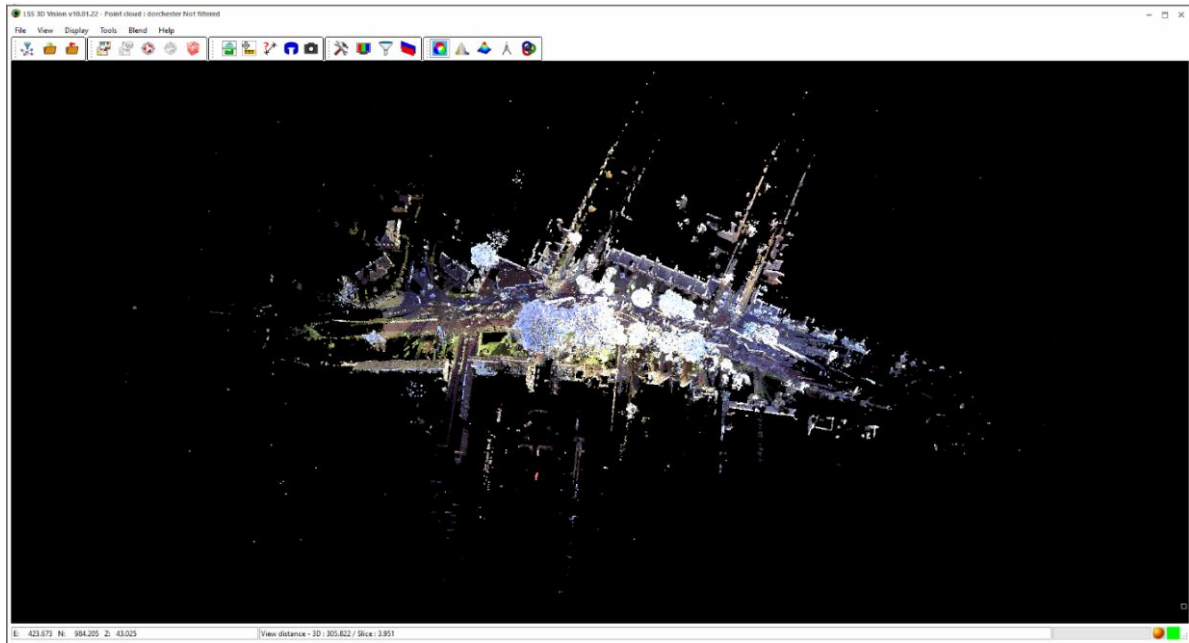 LSS 3D Vision v10.01.22 - Point cloud : dorchester Not filtered
File View Display Tools Blend Help
E: 423.673 N: 984.205 Z: 43.025
View distance - 3D : 305.822 / Slice : 3.951